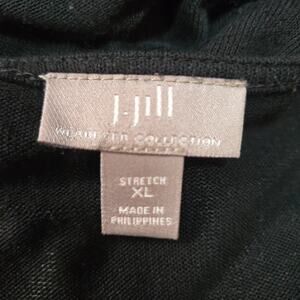 j.jill
WEAREVER COLLECTION
STRETCH
XL
MADE IN
PHILIPPINES